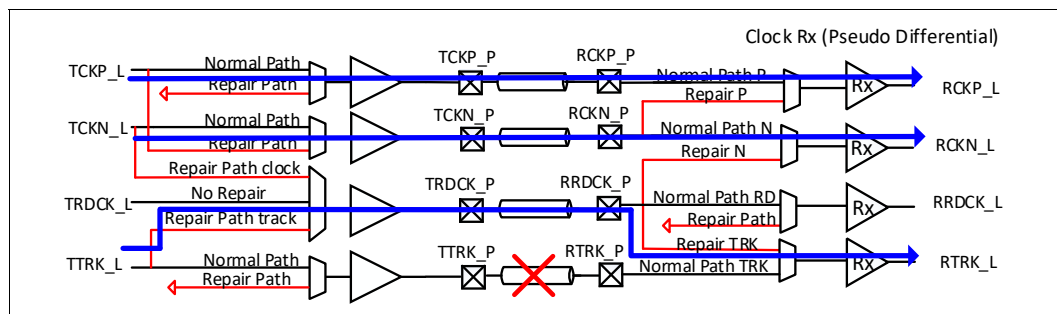 Clock Rx (Pseudo Differential)
TCKP_L Normal Path TCKP_P RCKP_P Normal Path P Rx RCKP_L
Repair Path Repair P
TCKN_L Normal Path TCKN_P RCKN_P Normal Path N Rx RCKN_L
Repair Path Repair N
Repair Path clock
TRDCK_L No Repair TRDCK_P RRDCK_P Normal Path RD Rx RRDCK_L
Repair Path track Repair Path
TTRK_L Normal Path TTRK_P RTRK_P Repair TRK Rx RTRK_L
Repair Path Normal Path TRK